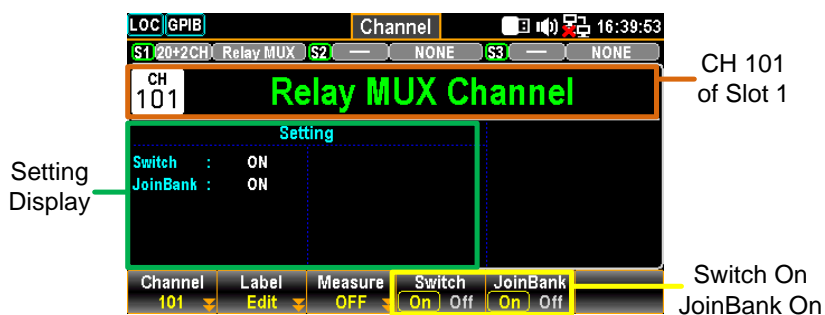 LOC GPIB Channel 16:39:53
S1 20+2CH Relay MUX S2 — NONE S3 — NONE
CH
101 Relay MUX Channel
CH 101
of Slot 1
Setting
Switch : ON
JoinBank : ON
Setting
Display
Channel Label Measure Switch JoinBank
101 Edit OFF On Off On Off
Switch On
JoinBank On